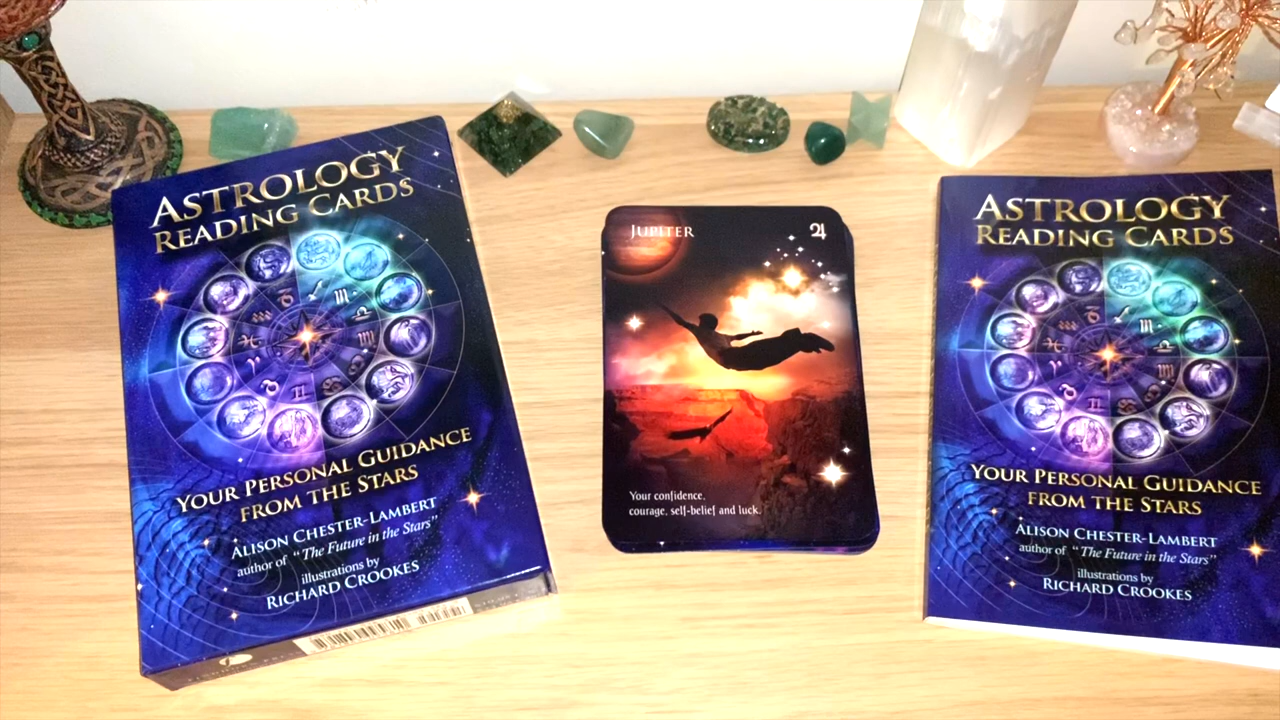 ASTROLOGY
READING CARDS
YOUR PERSONAL GUIDANCE
FROM THE STARS
ALISON CHESTER-LAMBERT
author of "The Future in the Stars"
illustrations by
RICHARD CROOKES
JUPITER ♃
Your confidence,
courage, self-belief and luck.
ASTROLOGY
READING CARDS
YOUR PERSONAL GUIDANCE
FROM THE STARS
ALISON CHESTER-LAMBERT
author of "The Future in the Stars"
illustrations by
RICHARD CROOKES